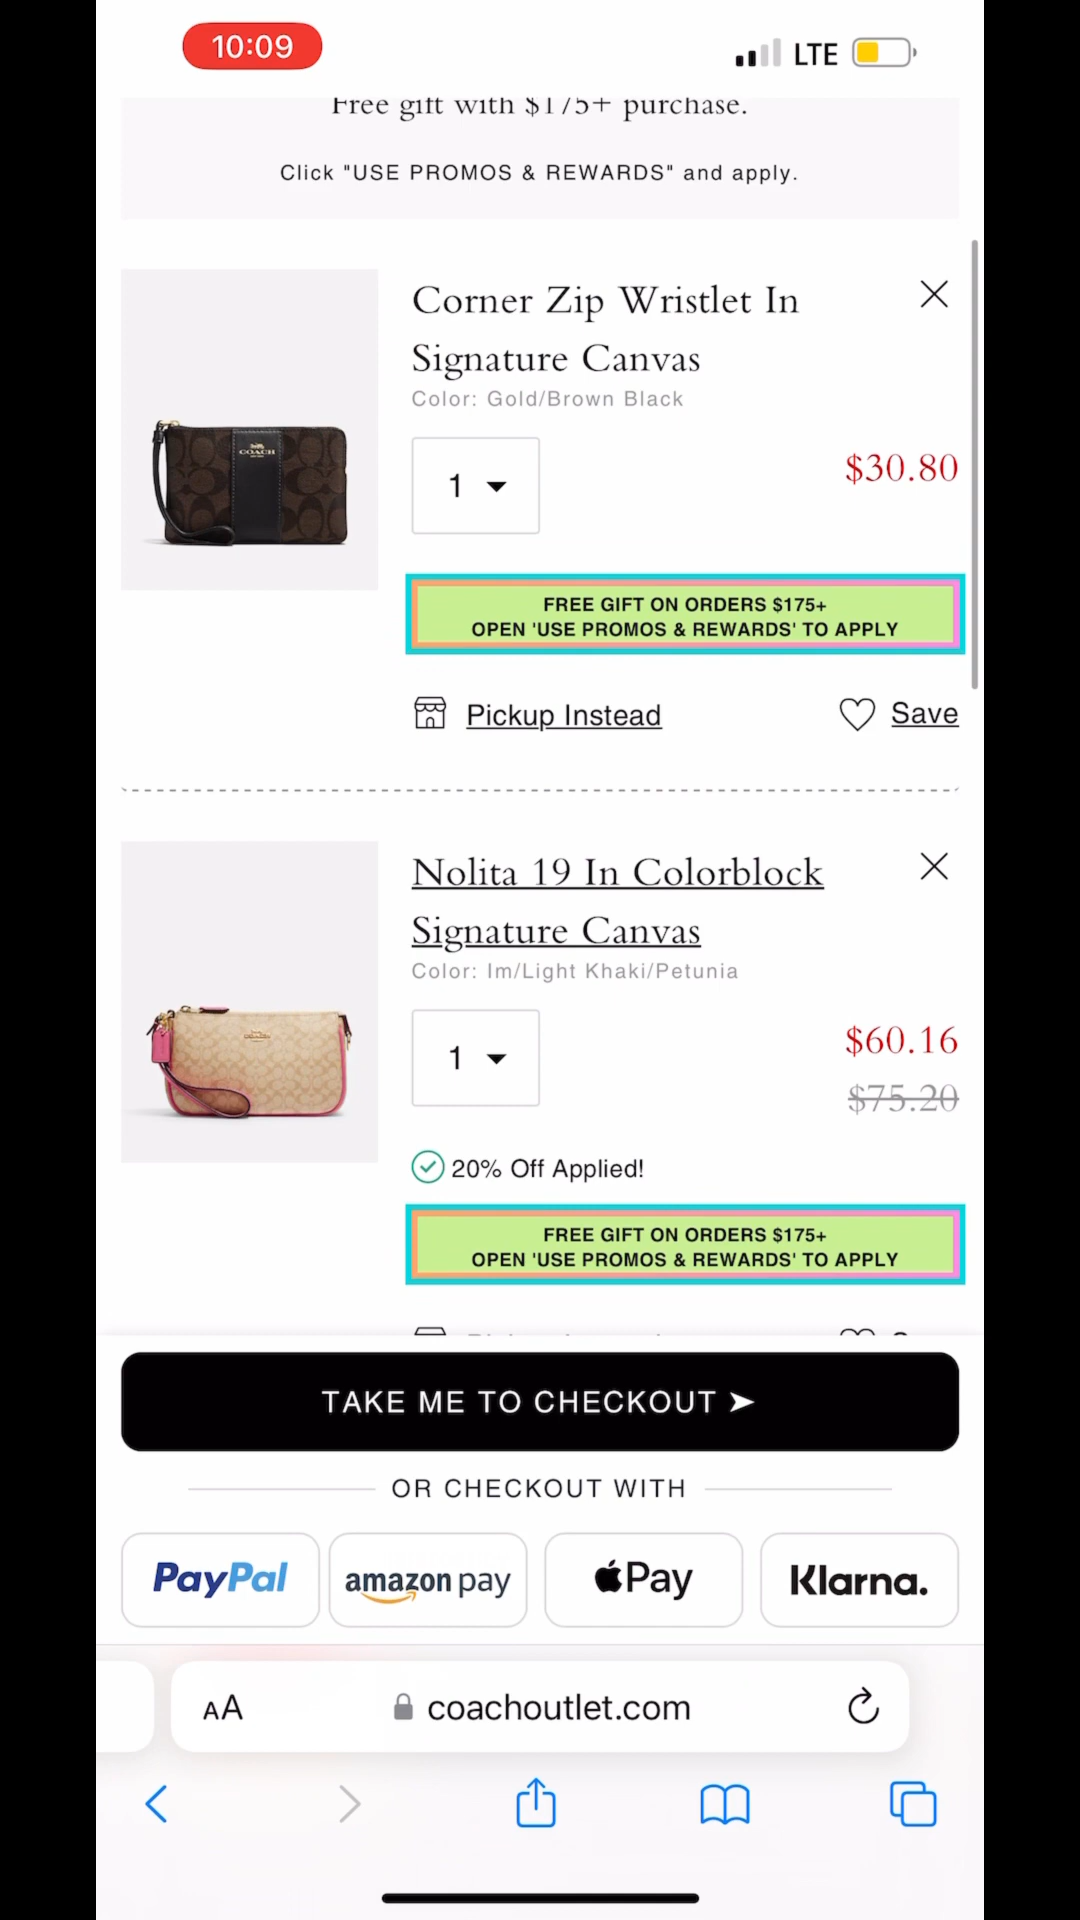 10:09
LTE
Free gift with $175+ purchase.
Click "USE PROMOS & REWARDS" and apply.
Corner Zip Wristlet In
Signature Canvas
Color: Gold/Brown Black
1
$30.80
COACH
FREE GIFT ON ORDERS $175+
OPEN 'USE PROMOS & REWARDS' TO APPLY
Pickup Instead
Save
Nolita 19 In Colorblock
Signature Canvas
Color: Im/Light Khaki/Petunia
1
$60.16
$75.20
20% Off Applied!
FREE GIFT ON ORDERS $175+
OPEN 'USE PROMOS & REWARDS' TO APPLY
TAKE ME TO CHECKOUT ➤
OR CHECKOUT WITH
PayPal
amazon pay
Pay
Klarna.
AA
coachoutlet.com